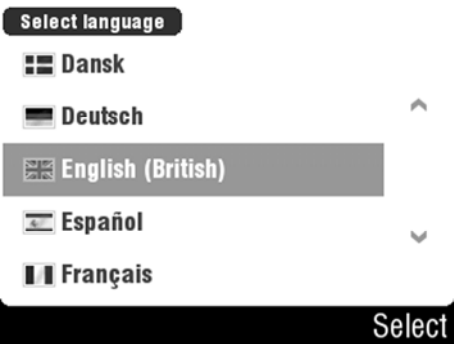 Select language
Dansk
Deutsch
English (British)
Español
Français
Select